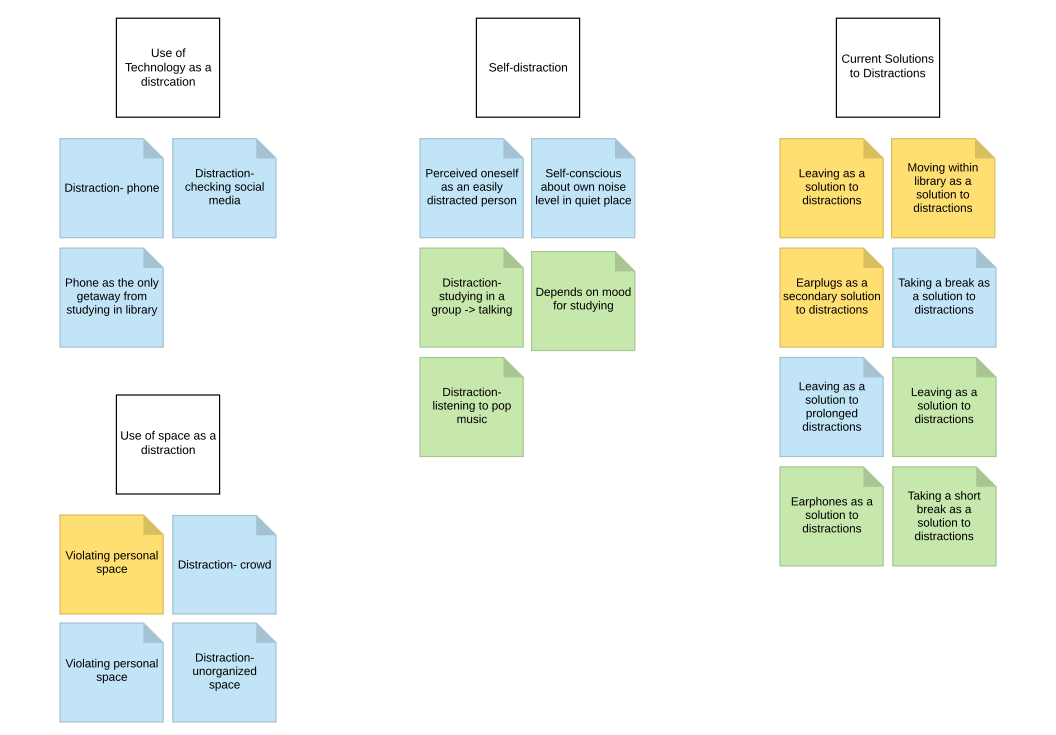 Use of
Technology as a
distrcation
Distraction- phone
Distraction-
checking social
media
Phone as the only
getaway from
studying in library
Use of space as a
distraction
Violating personal
space
Distraction- crowd
Violating personal
space
Distraction-
unorganized
space
Self-distraction
Perceived oneself
as an easily
distracted person
Self-conscious
about own noise
level in quiet place
Distraction-
studying in a
group -> talking
Depends on mood
for studying
Distraction-
listening to pop
music
Current Solutions
to Distractions
Leaving as a
solution to
distractions
Moving within
library as a
solution to
distractions
Earplugs as a
secondary solution
to distractions
Taking a break as
a solution to
distractions
Leaving as a
solution to
prolonged
distractions
Leaving as a
solution to
distractions
Earphones as a
solution to
distractions
Taking a short
break as a
solution to
distractions